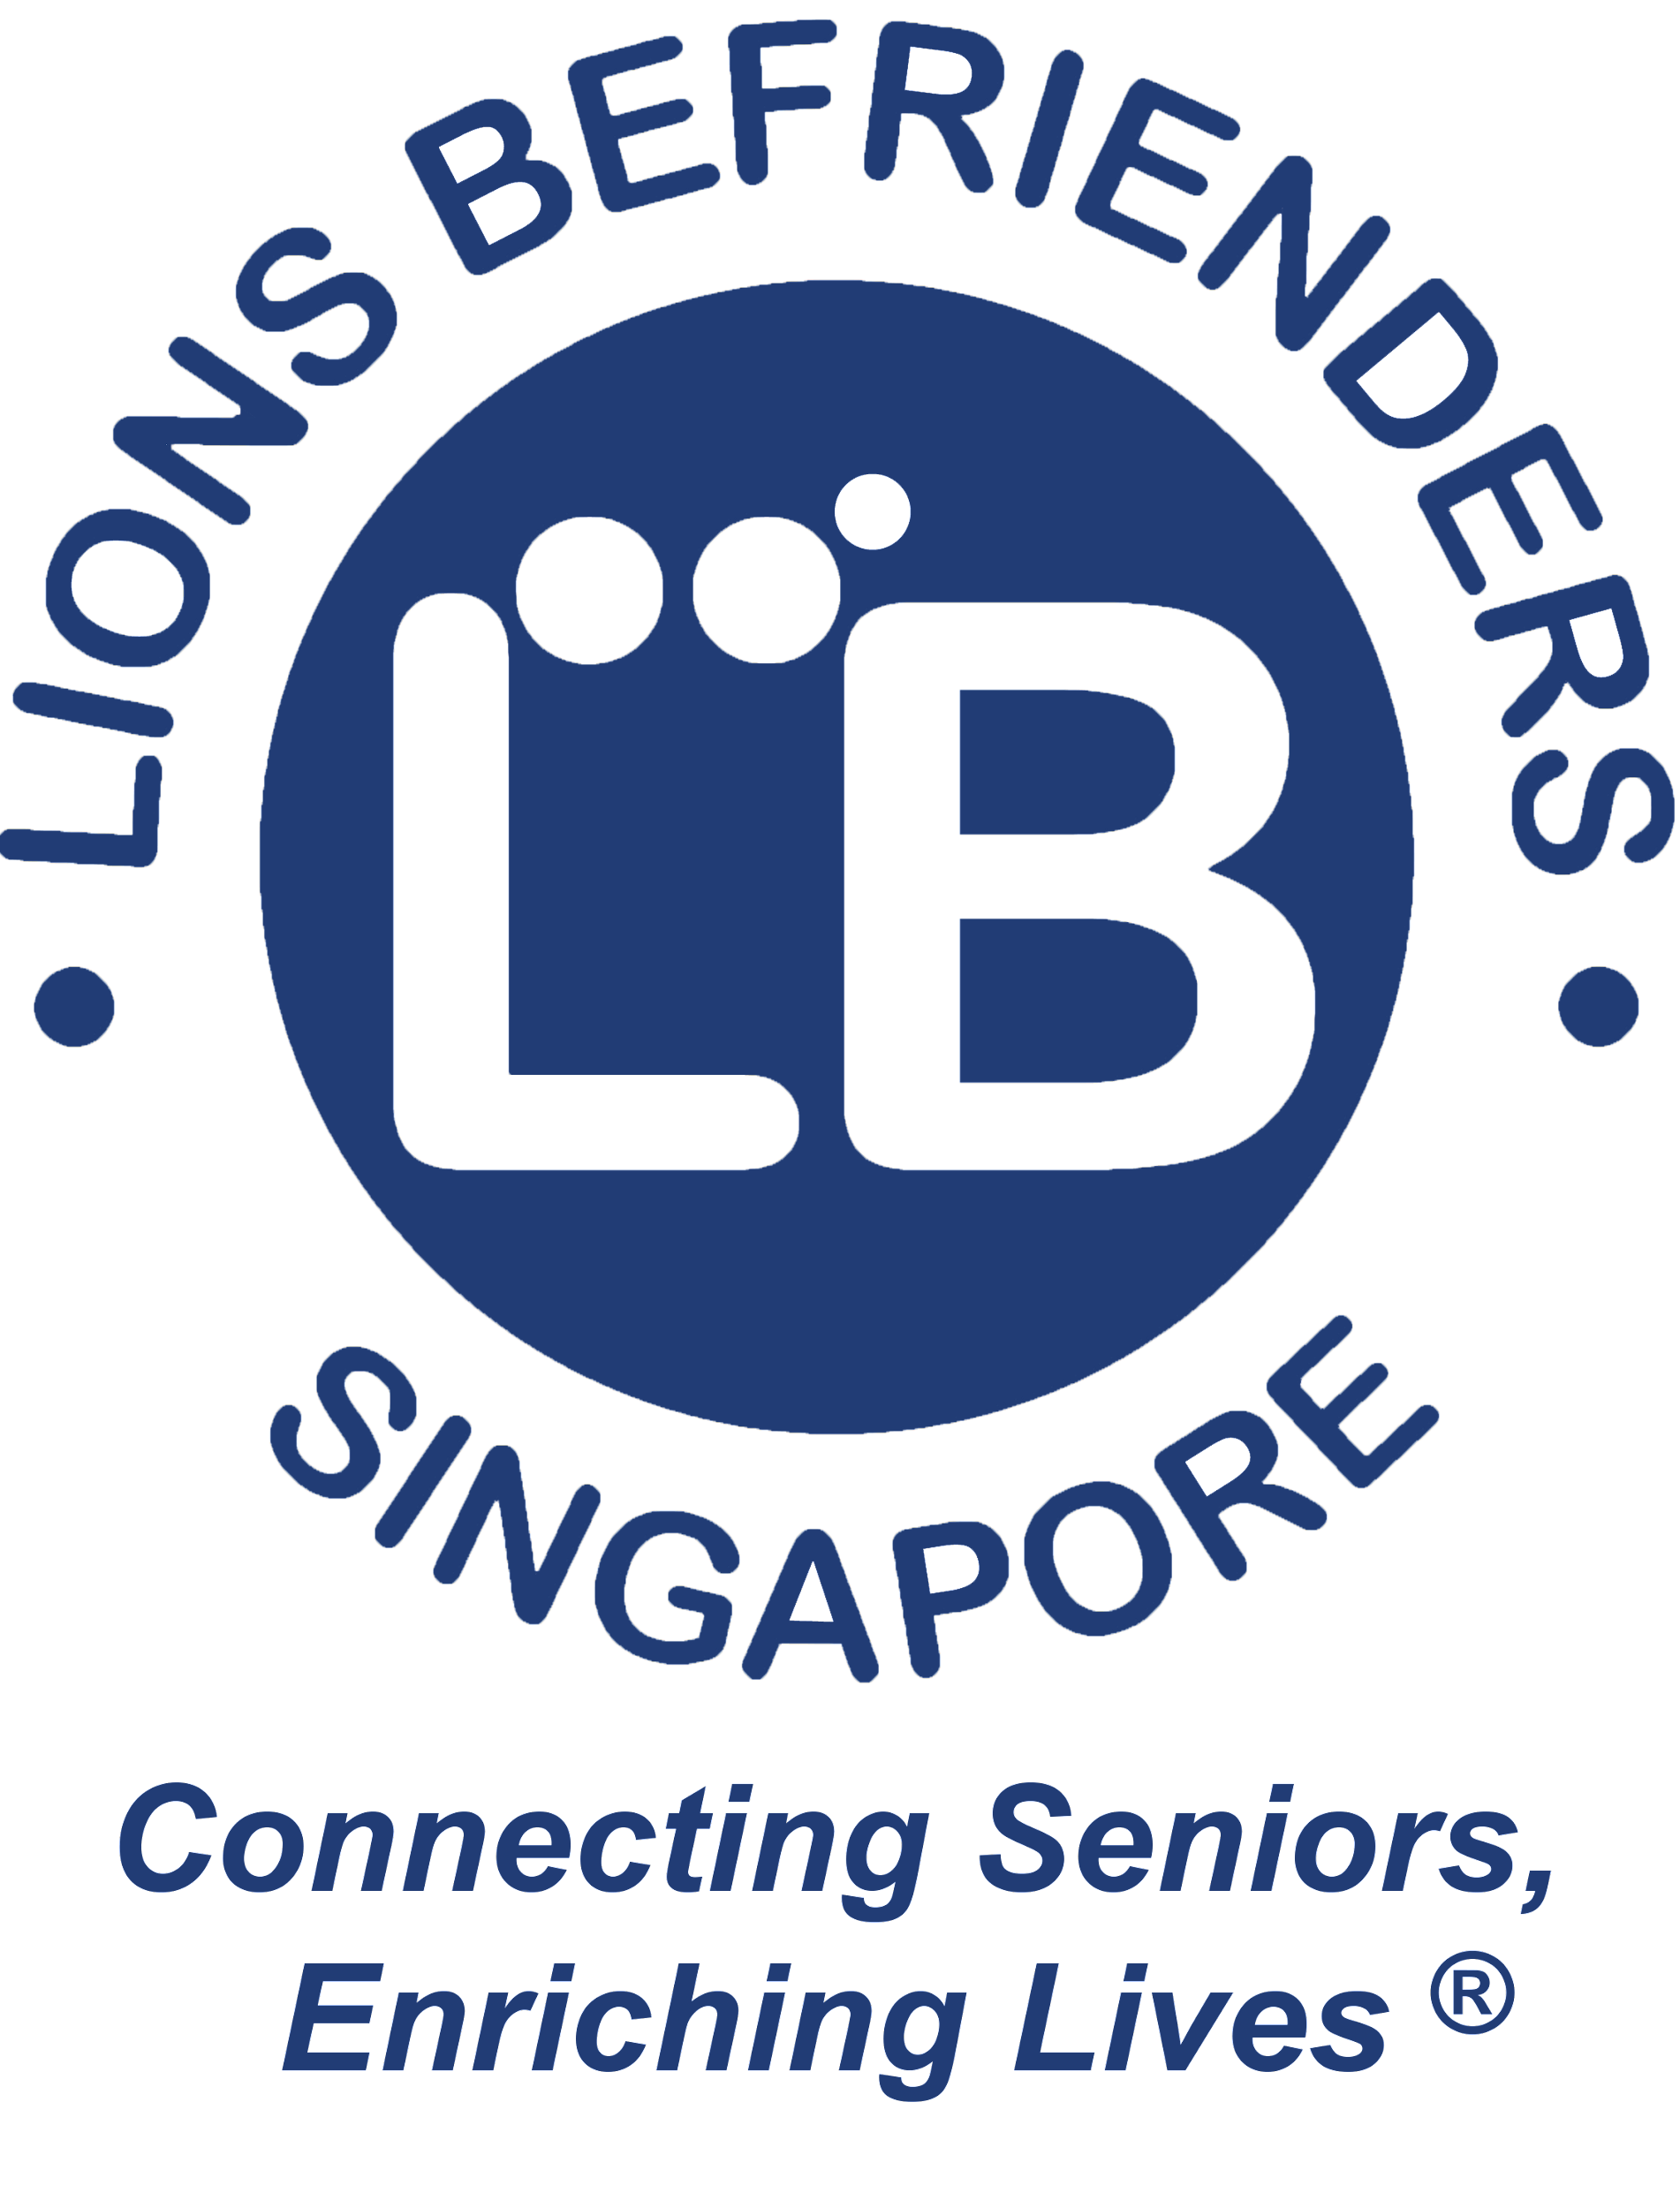 LIONS BEFRIENDERS
LB
SINGAPORE
Connecting Seniors,
Enriching Lives ®